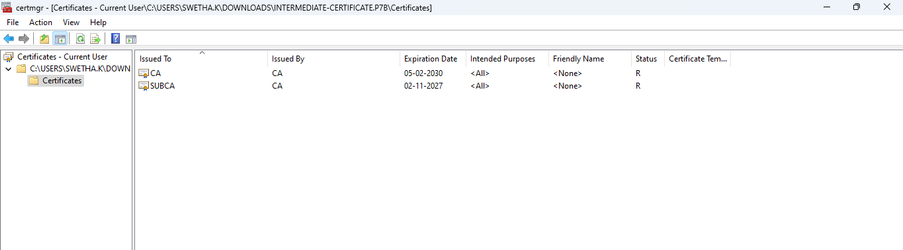 certmgr - [Certificates - Current User\C:\USERS\SWETHA.K\DOWNLOADS\INTERMEDIATE-CERTIFICATE.P7B\Certificates]
File Action View Help
Certificates - Current User
C:\USERS\SWETHA.K\DOWN
Certificates
Issued To Issued By Expiration Date Intended Purposes Friendly Name Status Certificate Tem...
CA CA 05-02-2030 <All> <None> R
SUBCA CA 02-11-2027 <All> <None> R